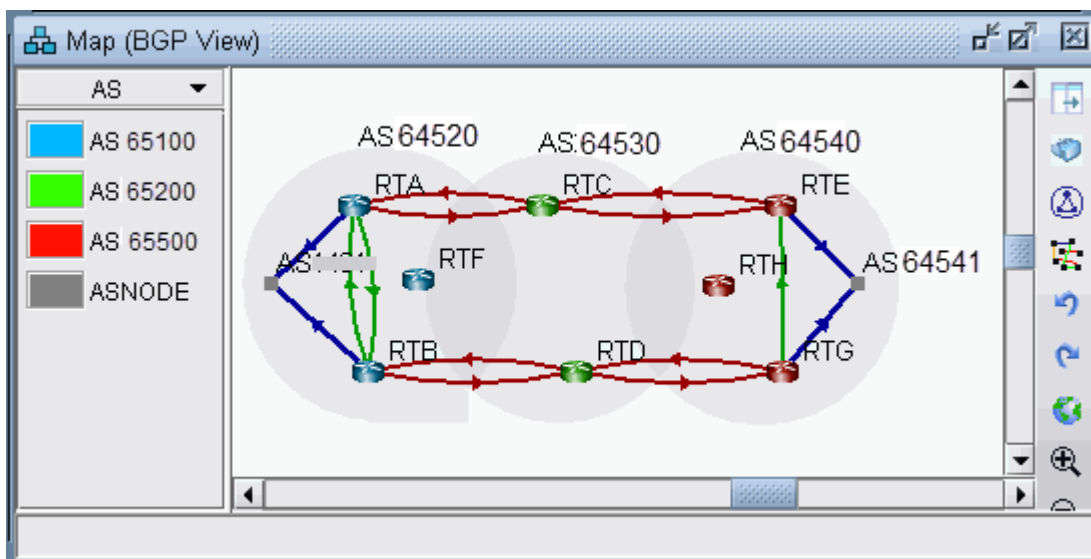 Map (BGP View)
AS
AS 65100
AS 65200
AS 65500
ASNODE
AS 64520
AS 64530
AS 64540
RTA
RTC
RTE
RTF
RTH
AS 64541
RTB
RTD
RTG